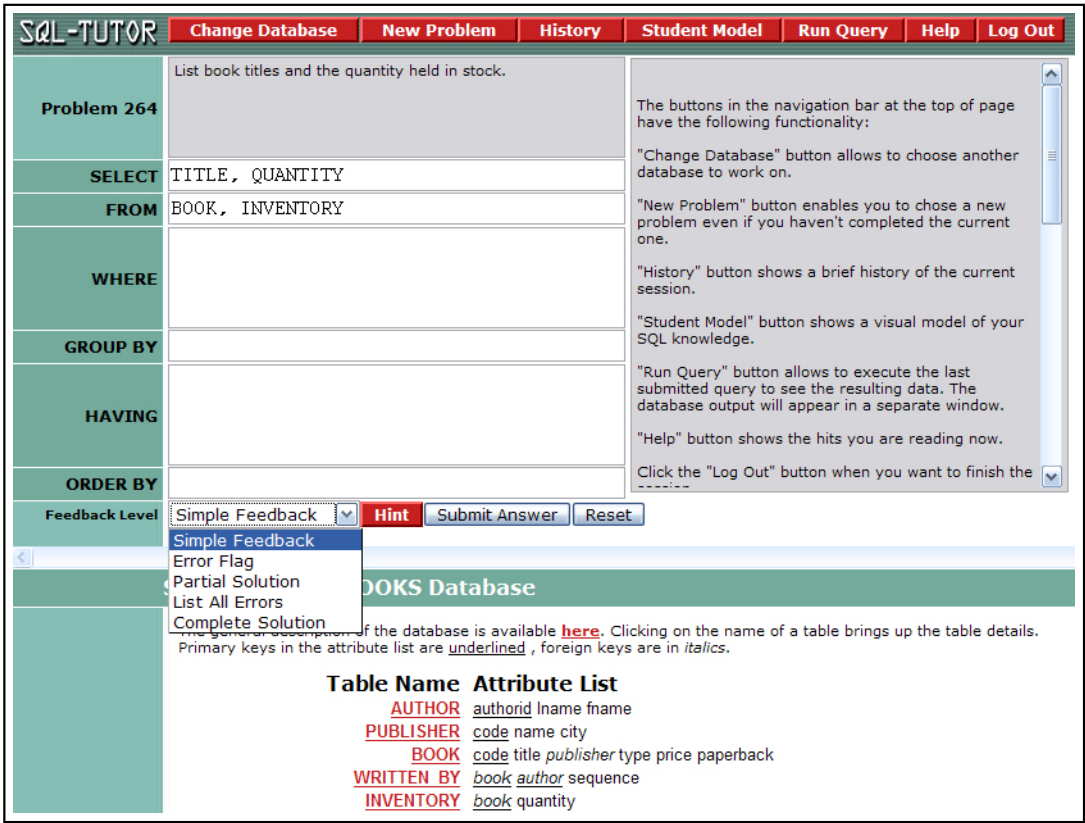 SQL-TUTOR
Change Database
New Problem
History
Student Model
Run Query
Help
Log Out
Problem 264
List book titles and the quantity held in stock.
SELECT
TITLE, QUANTITY
FROM
BOOK, INVENTORY
WHERE
GROUP BY
HAVING
ORDER BY
The buttons in the navigation bar at the top of page
have the following functionality:
"Change Database" button allows to choose another
database to work on.
"New Problem" button enables you to chose a new
problem even if you haven't completed the current
one.
"History" button shows a brief history of the current
session.
"Student Model" button shows a visual model of your
SQL knowledge.
"Run Query" button allows to execute the last
submitted query to see the resulting data. The
database output will appear in a separate window.
"Help" button shows the hits you are reading now.
Click the "Log Out" button when you want to finish the
Feedback Level
Simple Feedback
Hint
Submit Answer
Reset
Simple Feedback
Error Flag
Partial Solution
List All Errors
Complete Solution
Database
of the database is available here. Clicking on the name of a table brings up the table details.
Primary keys in the attribute list are underlined , foreign keys are in italics.
Table Name Attribute List
AUTHOR authorid lname fname
PUBLISHER code name city
BOOK code title publisher type price paperback
WRITTEN BY book author sequence
INVENTORY book quantity